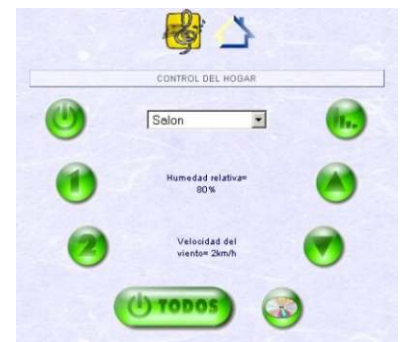 CONTROL DEL HOGAR
Salon
1
Humedad relativa=
80%
2
Velocidad del
viento= 2km/h
TODOS